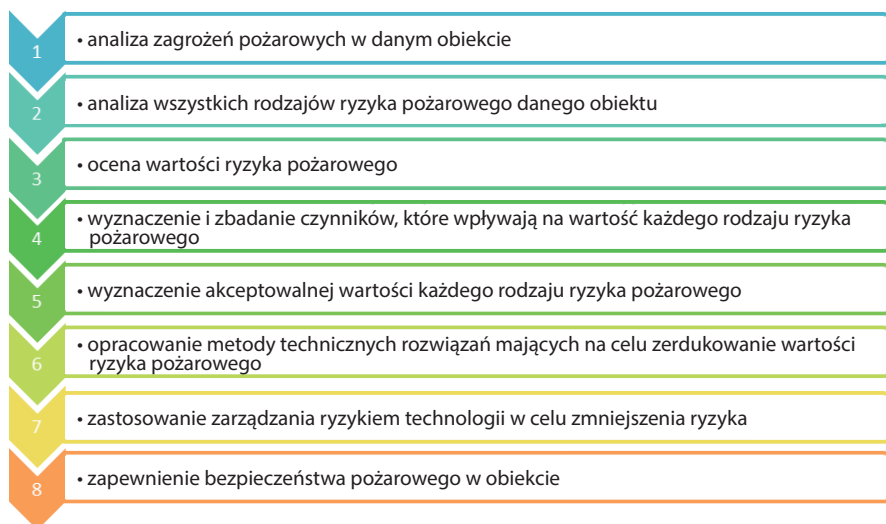 1
• analiza zagrożeń pożarowych w danym obiekcie
2
• analiza wszystkich rodzajów ryzyka pożarowego danego obiektu
3
• ocena wartości ryzyka pożarowego
4
• wyznaczenie i zbadanie czynników, które wpływają na wartość każdego rodzaju ryzyka
pożarowego
5
• wyznaczenie akceptowalnej wartości każdego rodzaju ryzyka pożarowego
6
• opracowanie metody technicznych rozwiązań mających na celu zerdukowanie wartości
ryzyka pożarowego
7
• zastosowanie zarządzania ryzykiem technologii w celu zmniejszenia ryzyka
8
• zapewnienie bezpieczeństwa pożarowego w obiekcie